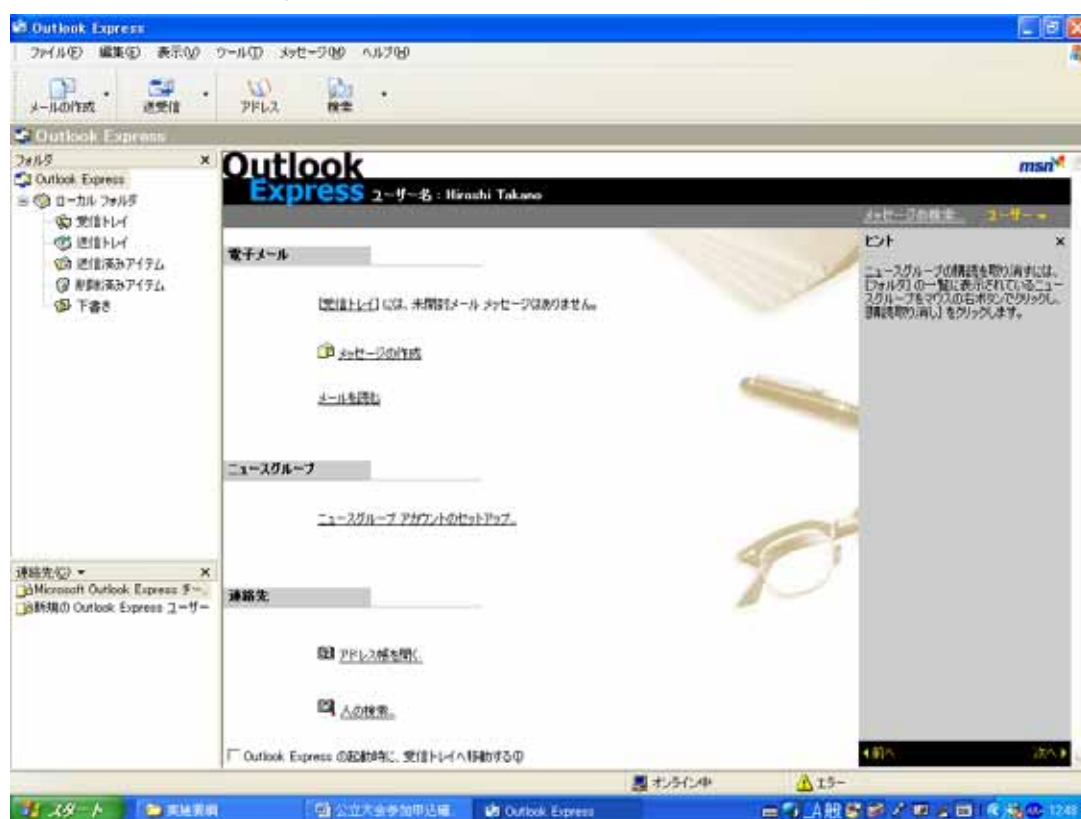 Outlook Express
ファイル(F) 編集(E) 表示(V) ツール(T) メッセージ(M) ヘルプ(H)
メールの作成 送受信 アドレス 検索
Outlook Express
フォルダ ×
Outlook Express
ローカル フォルダ
受信トレイ
送信トレイ
送信済みアイテム
削除済みアイテム
下書き
連絡先(C) ×
Microsoft Outlook Express チー...
新規の Outlook Express ユーザー
Outlook
Express ユーザー名 : Hiroshi Takano
msn
メッセージの検索... ユーザー
電子メール
[受信トレイ] には、未開封メール メッセージはありません。
メッセージの作成
メールを読む
ニュースグループ
ニュースグループ アカウントのセットアップ...
連絡先
アドレス帳を開く...
人の検索...
Outlook Express の起動時に、受信トレイへ移動する(I)
ヒント ×
ニュースグループの購読を取り消すには、
[フォルダ] の一覧に表示されているニュー
スグループをマウスの右ボタンでクリックし、
[購読取り消し] をクリックします。
前へ 次へ
オンライン中 エラー
スタート 実施要綱 公立大会参加申込確 Outlook Express A 般 12:48